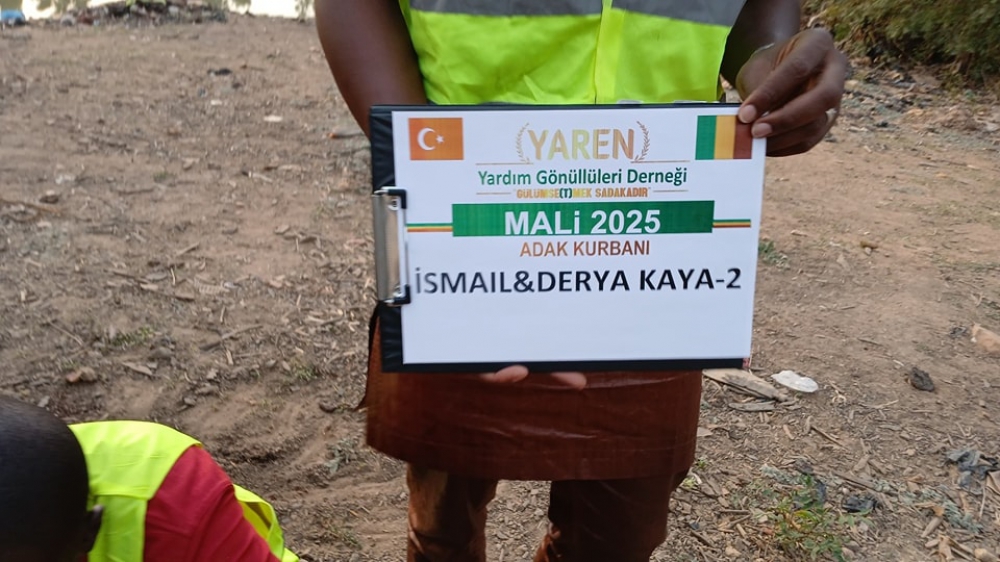 YAREN
Yardım Gönüllüleri Derneği
"GÜLÜMSE(T)MEK SADAKADIR"
MALi 2025
ADAK KURBANI
İSMAIL&DERYA KAYA-2